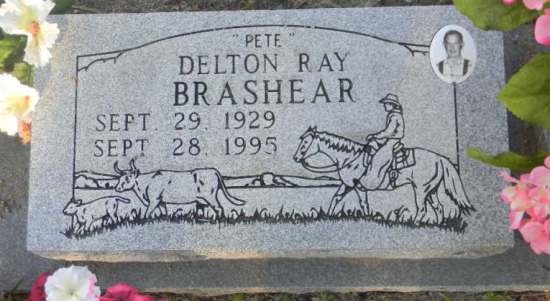 "PETE"
DELTON RAY
BRASHEAR
SEPT. 29. 1929
SEPT 28. 1995